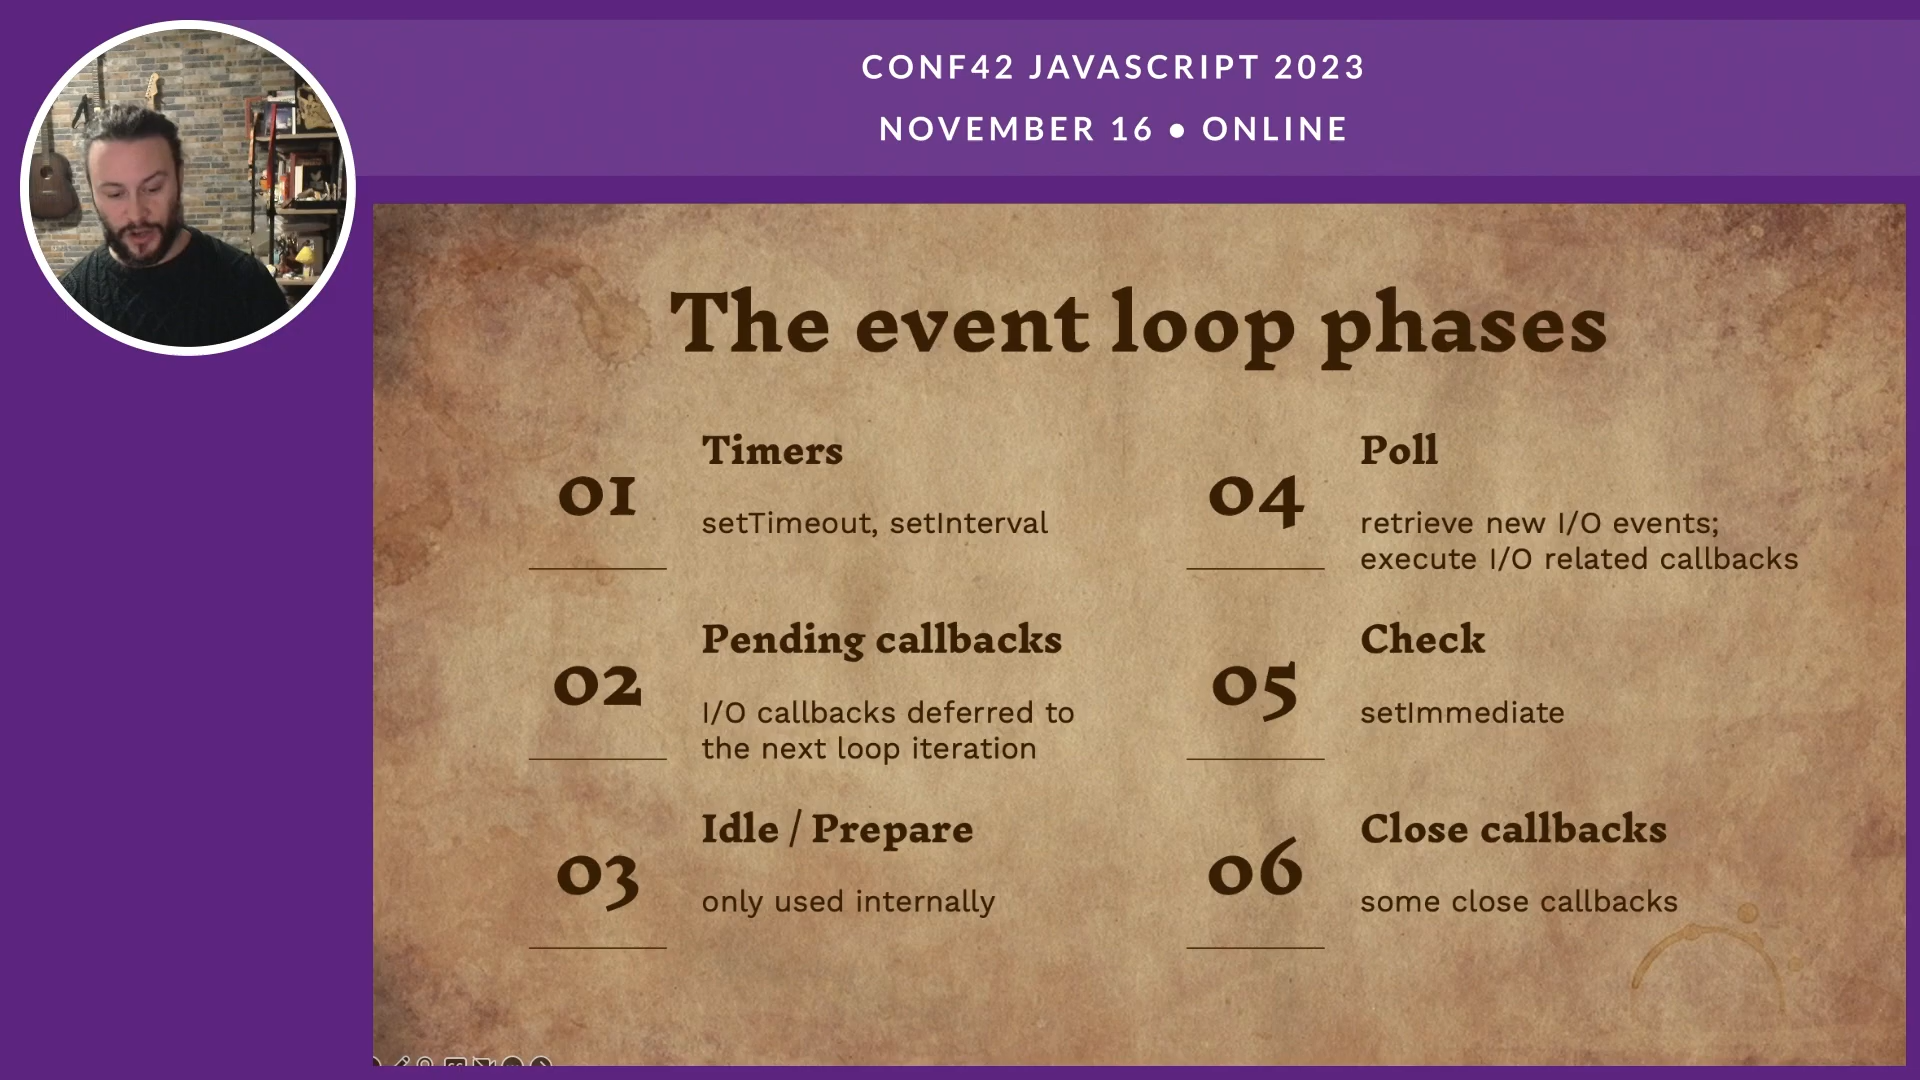 CONF42 JAVASCRIPT 2023
NOVEMBER 16 • ONLINE
The event loop phases
01
Timers
setTimeout, setInterval
02
Pending callbacks
I/O callbacks deferred to
the next loop iteration
03
Idle / Prepare
only used internally
04
Poll
retrieve new I/O events;
execute I/O related callbacks
05
Check
setImmediate
06
Close callbacks
some close callbacks